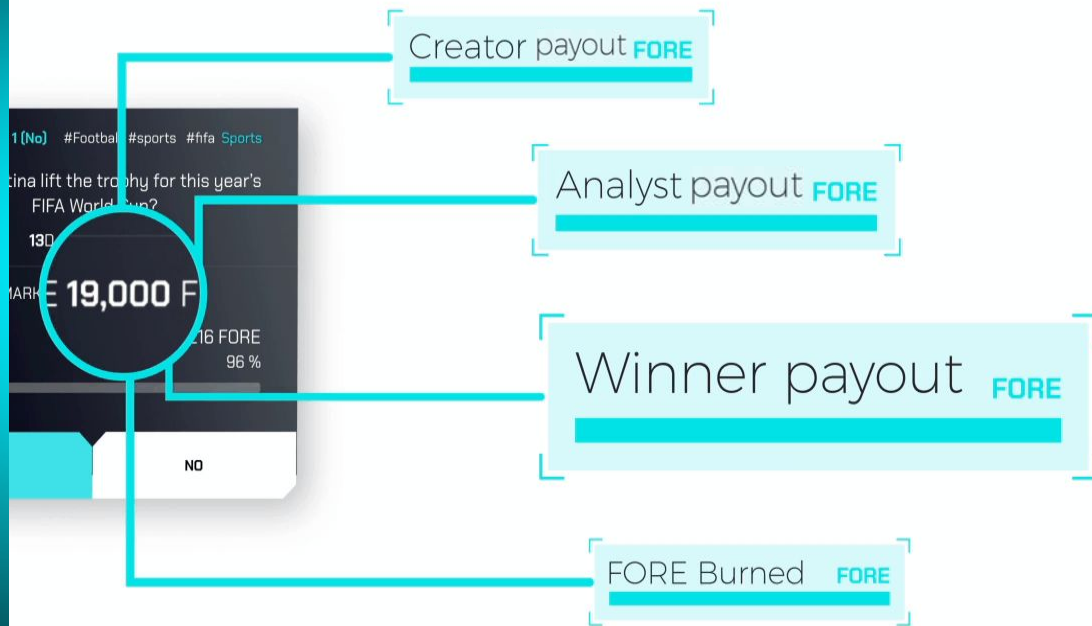 Creator payout FORE
1 (No) #Football #sports #fifa Sports
tina lift the trophy for this year's
FIFA World Cup?
13D
MARKE 19,000 F
216 FORE
96 %
NO
Analyst payout FORE
Winner payout FORE
FORE Burned FORE